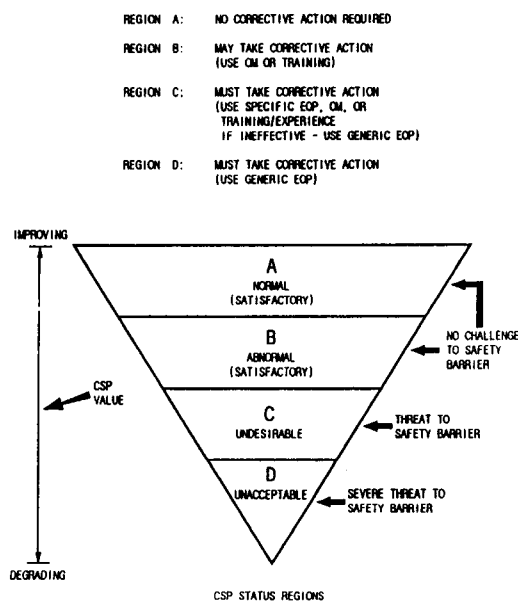 REGION A: NO CORRECTIVE ACTION REQUIRED
REGION B: MAY TAKE CORRECTIVE ACTION
(USE OM OR TRAINING)
REGION C: MUST TAKE CORRECTIVE ACTION
(USE SPECIFIC EOP, OM, OR
TRAINING/EXPERIENCE
IF INEFFECTIVE - USE GENERIC EOP)
REGION D: MUST TAKE CORRECTIVE ACTION
(USE GENERIC EOP)
IMPROVING
A
NORMAL
(SATISFACTORY)
B
ABNORMAL
(SATISFACTORY)
NO CHALLENGE
TO SAFETY
BARRIER
CSP
VALUE
C
UNDESIRABLE
THREAT TO
SAFETY BARRIER
D
UNACCEPTABLE
SEVERE THREAT TO
SAFETY BARRIER
DEGRADING
CSP STATUS REGIONS